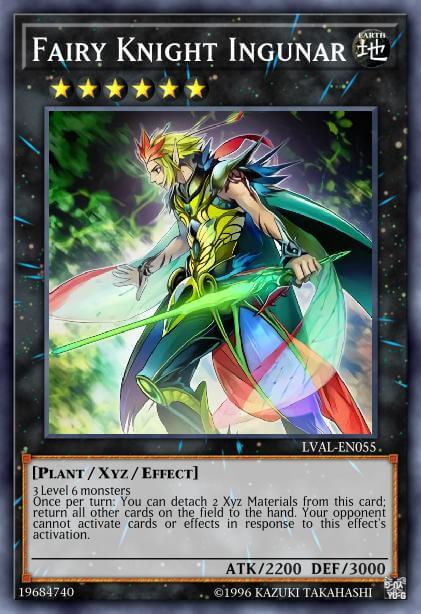 FAIRY KNIGHT INGUNAR
EARTH
地
LVAL-EN055
[PLANT / XYZ / EFFECT]
3 Level 6 monsters
Once per turn: You can detach 2 Xyz Materials from this card;
return all other cards on the field to the hand. Your opponent
cannot activate cards or effects in response to this effect's
activation.
ATK/2200 DEF/3000
19684740
©1996 KAZUKI TAKAHASHI